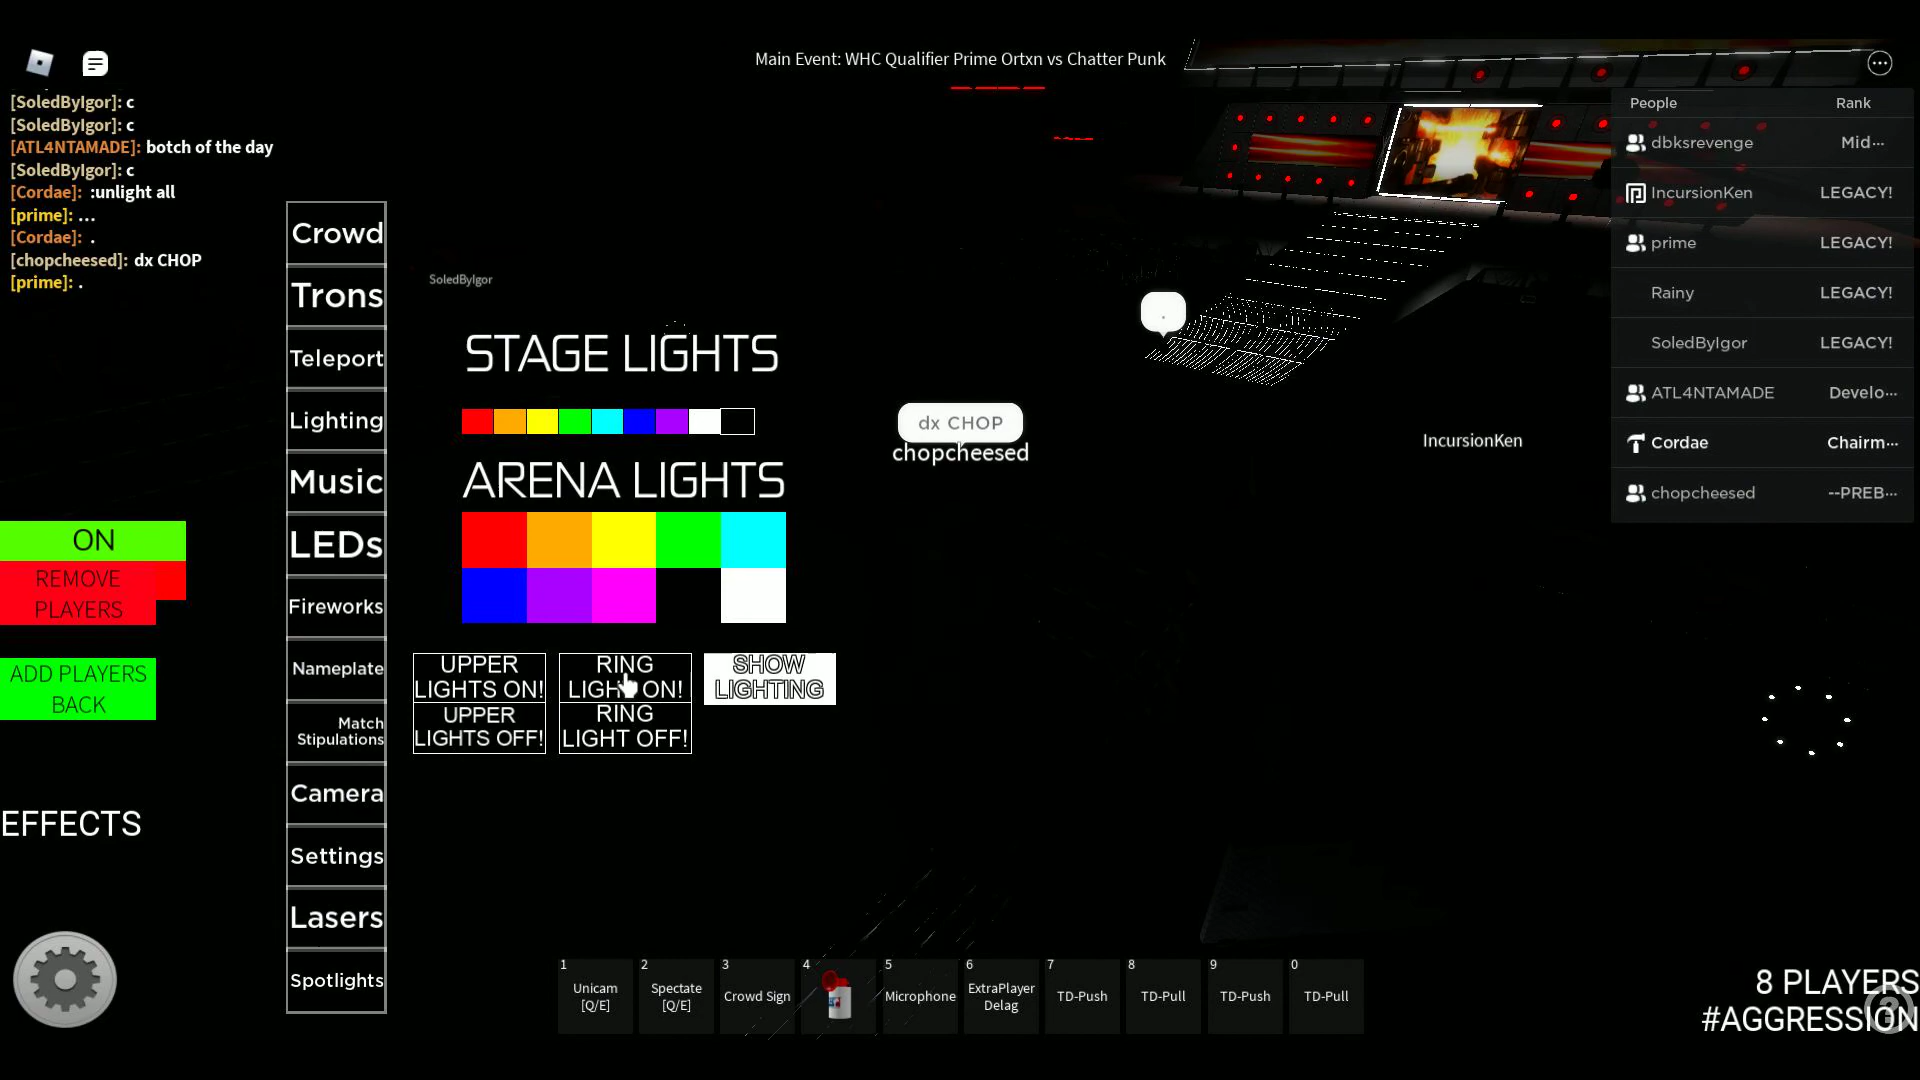 Main Event: WHC Qualifier Prime Ortxn vs Chatter Punk
[SoledByIgor]: c
[SoledByIgor]: c
[ATL4NTAMADE]: botch of the day
[SoledByIgor]: c
[Cordae]: :unlight all
[prime]: ...
[Cordae]: .
[chopcheesed]: dx CHOP
[prime]: .
People Rank
dbksrevenge Mid...
IncursionKen LEGACY!
prime LEGACY!
Rainy LEGACY!
SoledByIgor LEGACY!
ATL4NTAMADE Develo...
Cordae Chairm...
chopcheesed --PREB...
Crowd
Trons
Teleport
Lighting
Music
LEDs
Fireworks
Nameplate
Match
Stipulations
Camera
Settings
Lasers
Spotlights
SoledByIgor
STAGE LIGHTS
ARENA LIGHTS
UPPER
LIGHTS ON!
RING
LIGHT ON!
SHOW
LIGHTING
UPPER
LIGHTS OFF!
RING
LIGHT OFF!
.
dx CHOP
chopcheesed
IncursionKen
ON
REMOVE
PLAYERS
ADD PLAYERS
BACK
EFFECTS
1
Unicam
[Q/E]
2
Spectate
[Q/E]
3
Crowd Sign
4
5
Microphone
6
ExtraPlayer
Delag
7
TD-Push
8
TD-Pull
9
TD-Push
0
TD-Pull
8 PLAYERS
#AGGRESSION
?